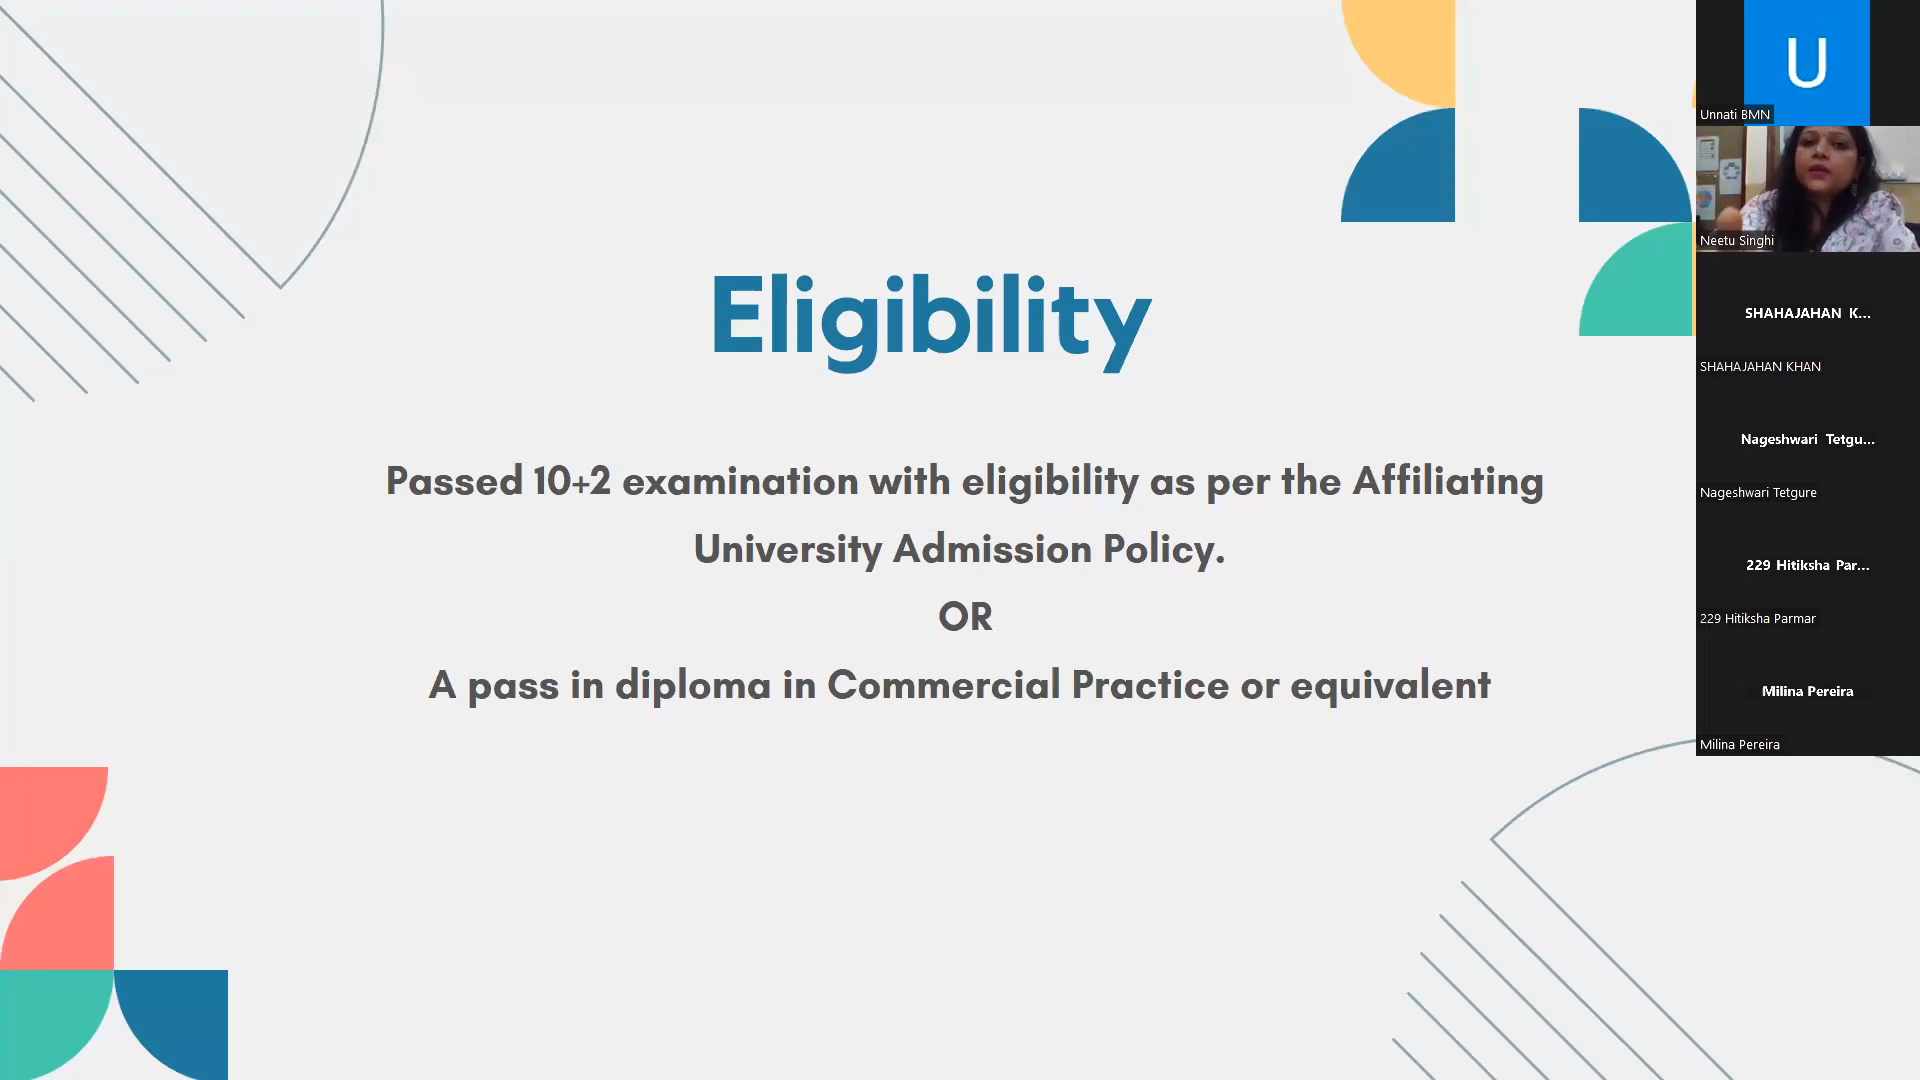 Eligibility
Passed 10+2 examination with eligibility as per the Affiliating
University Admission Policy.
OR
A pass in diploma in Commercial Practice or equivalent
U
Unnati BMN
Neetu Singhi
SHAHAJAHAN K...
SHAHAJAHAN KHAN
Nageshwari Tetgu...
Nageshwari Tetgure
229 Hitiksha Par...
229 Hitiksha Parmar
Milina Pereira
Milina Pereira